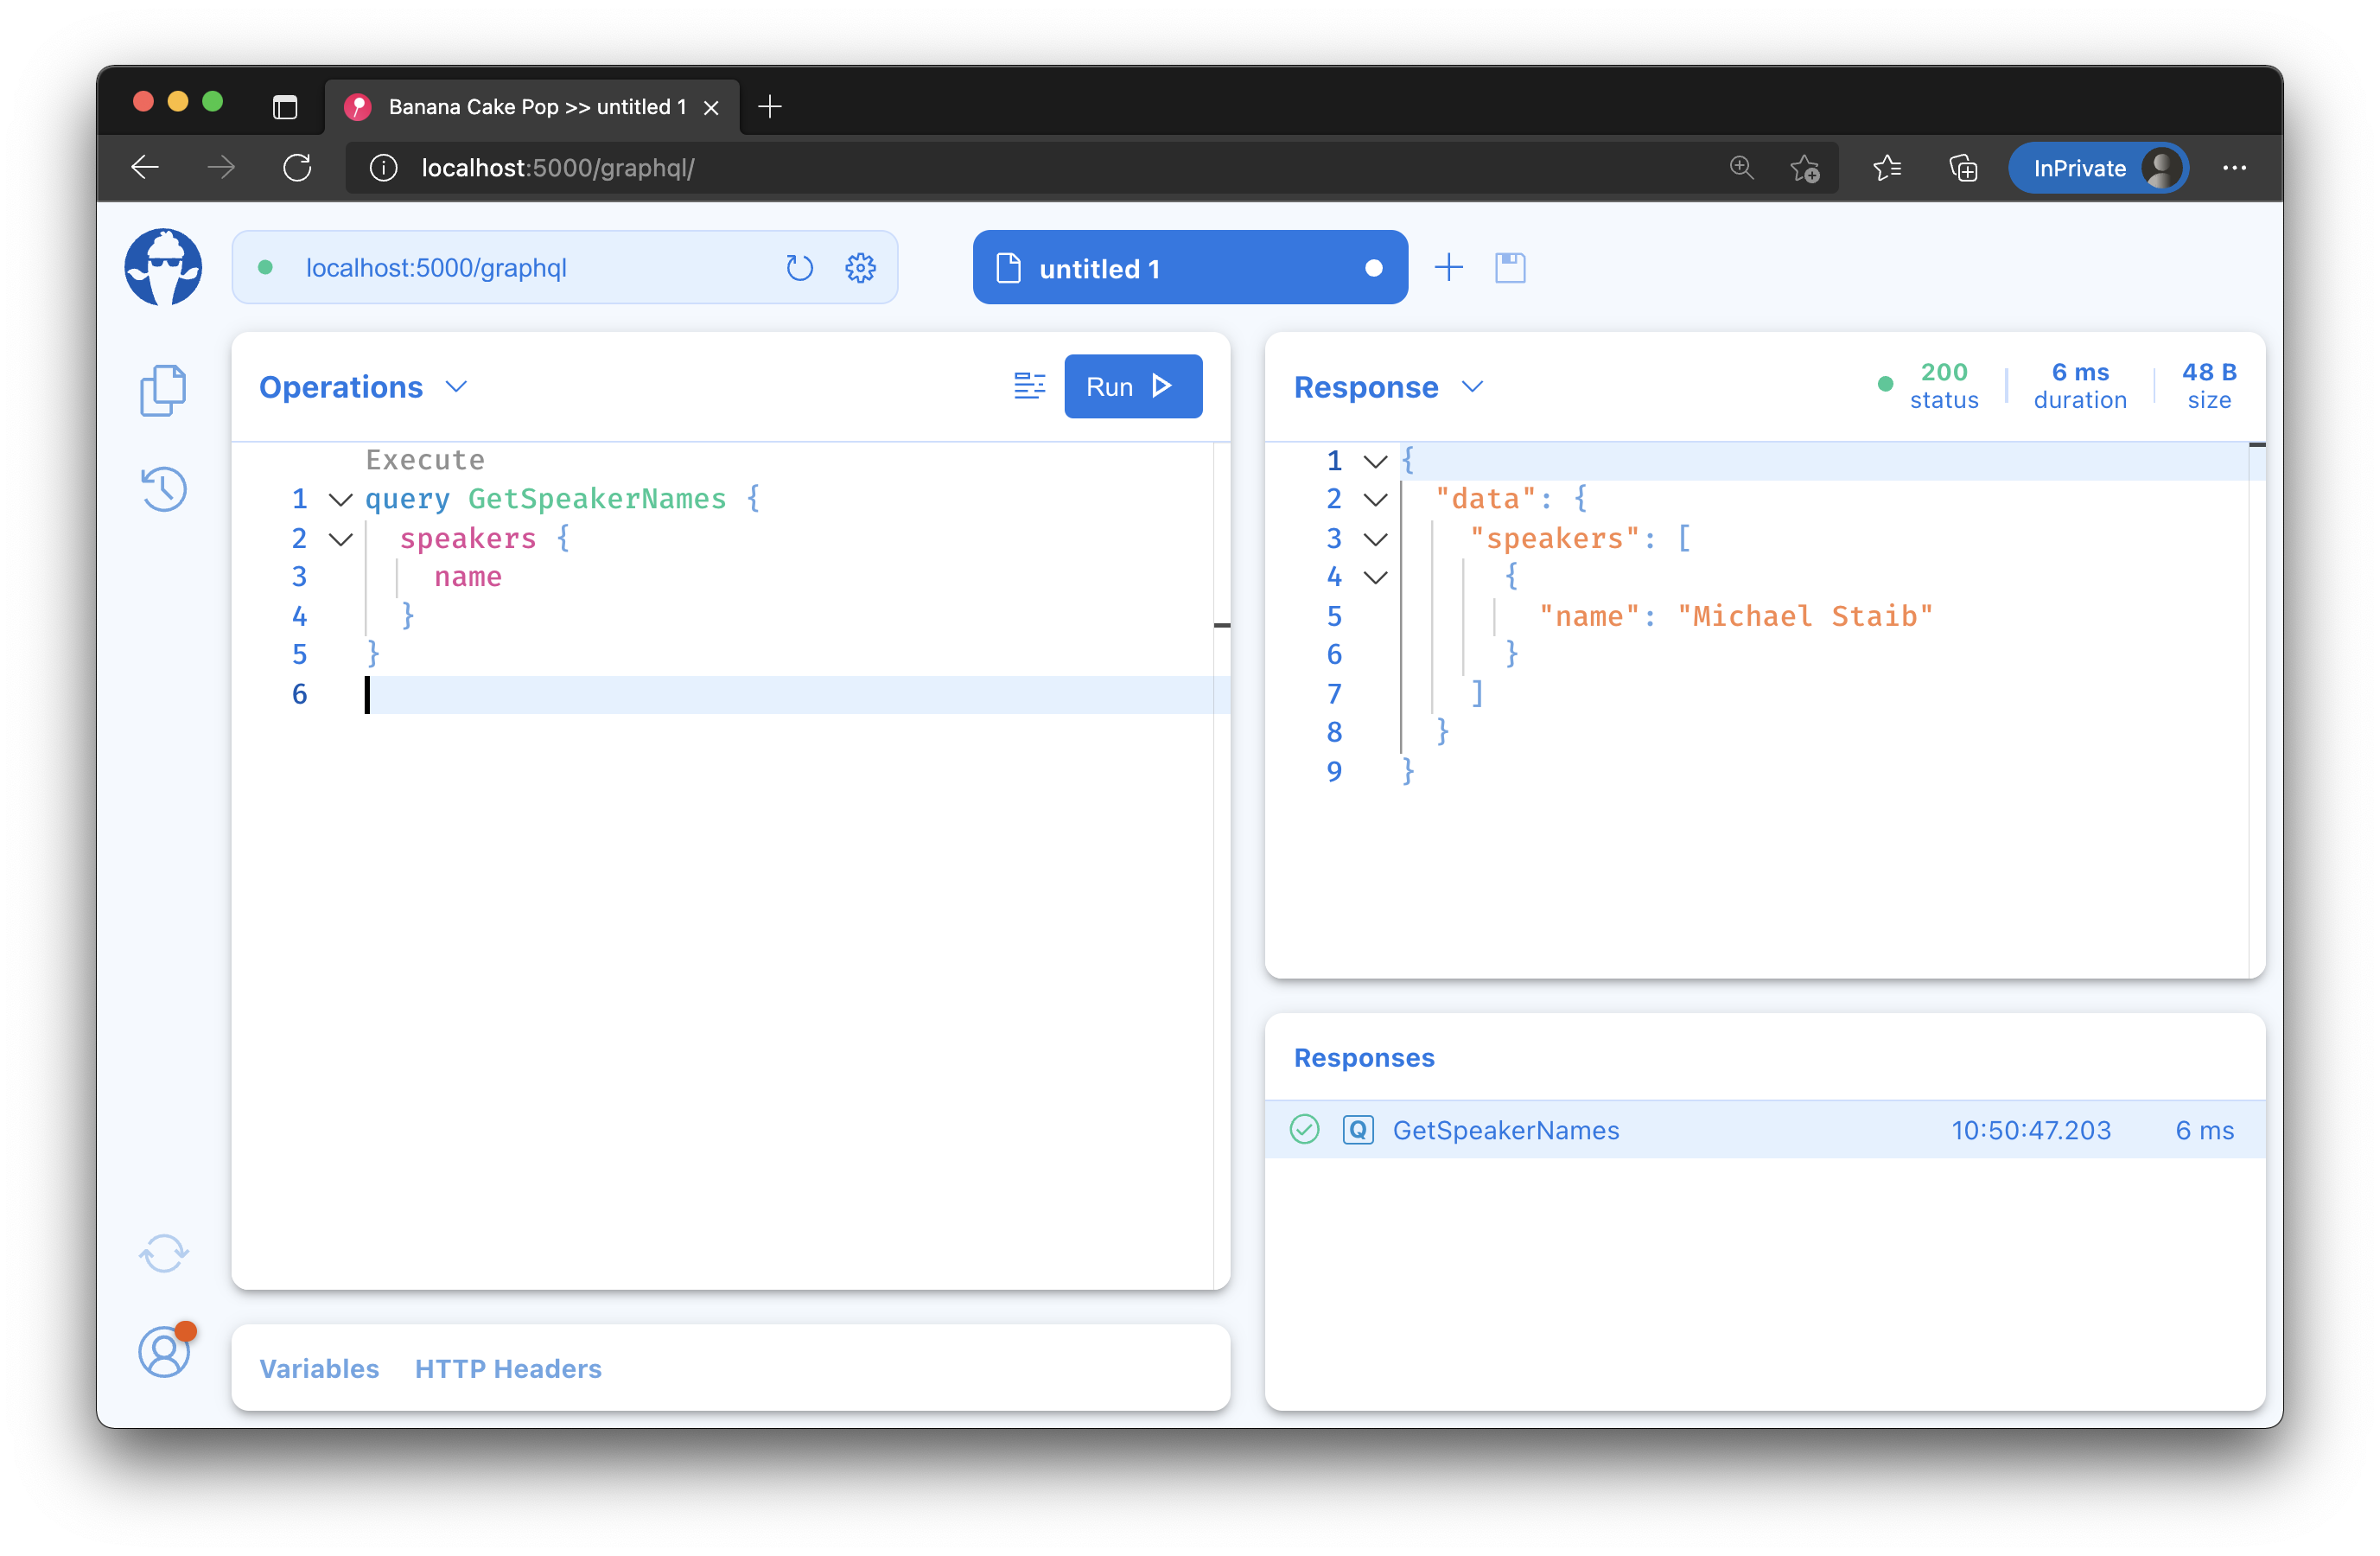 Banana Cake Pop >> untitled 1
localhost:5000/graphql/
InPrivate
localhost:5000/graphql
untitled 1
Operations
Run
Execute
1 query GetSpeakerNames {
2 speakers {
3 name
4 }
5 }
6
Variables HTTP Headers
Response
200 status
6 ms duration
48 B size
1 {
2 "data": {
3 "speakers": [
4 {
5 "name": "Michael Staib"
6 }
7 ]
8 }
9 }
Responses
Q GetSpeakerNames 10:50:47.203 6 ms